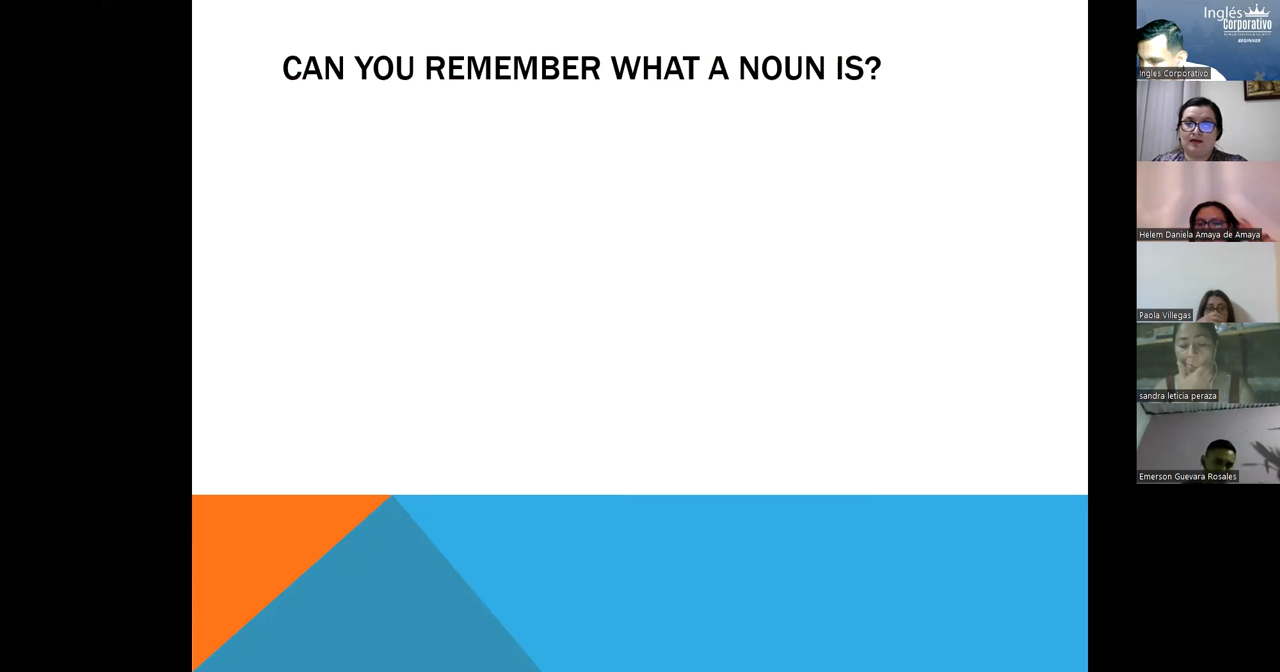 CAN YOU REMEMBER WHAT A NOUN IS?
Inglés
Corporativo
BEGINNER
Ingles Corporativo
Helem Daniela Amaya de Amaya
Paola Villegas
sandra leticia peraza
Emerson Guevara Rosales